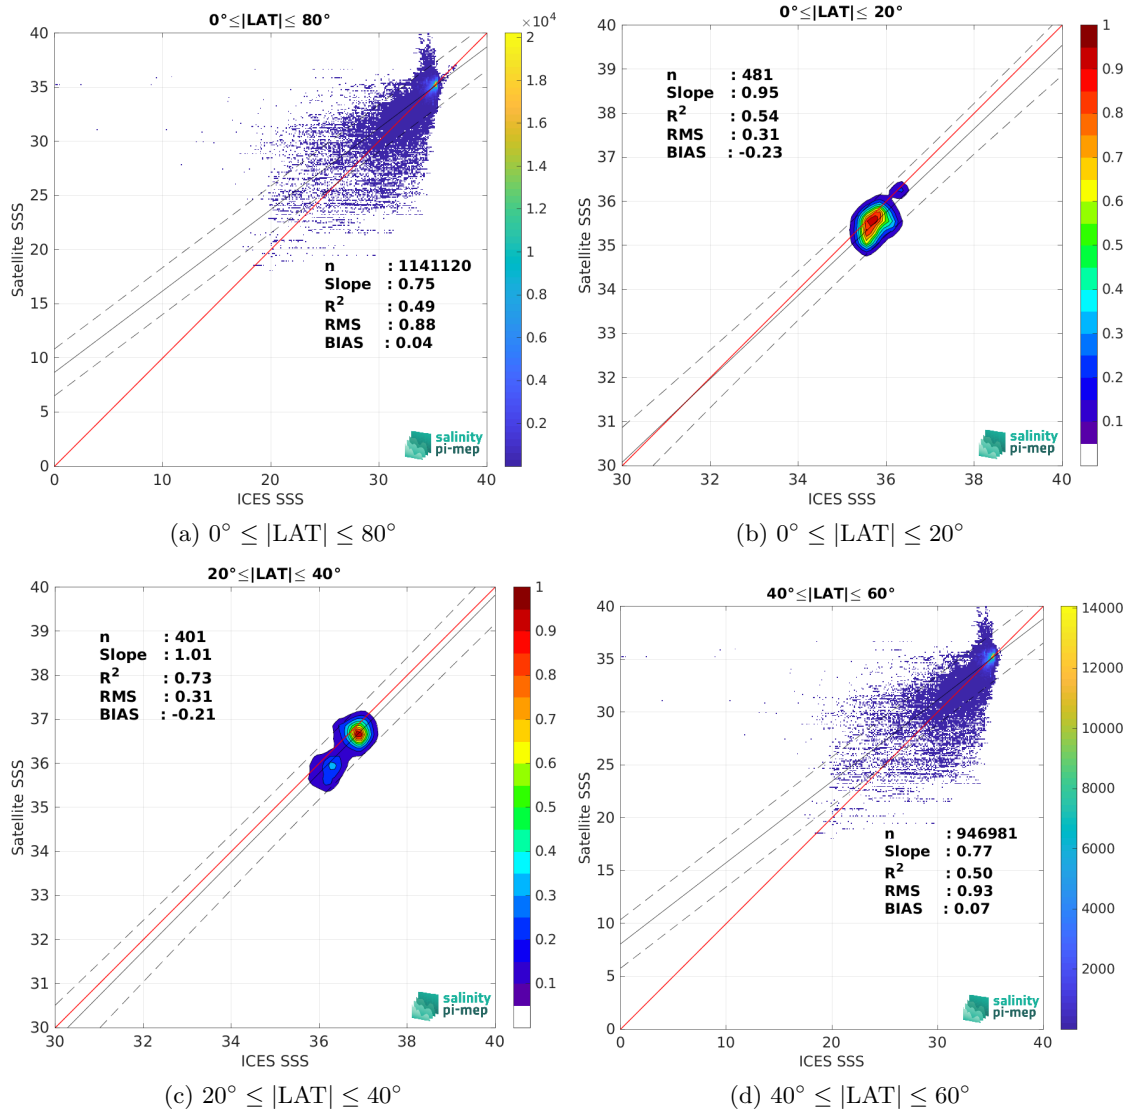 0°≤|LAT|≤ 80°
×10⁴
40
35
30
25
20
15
10
5
0
0
10
20
30
40
Satellite SSS
ICES SSS
n : 1141120
Slope : 0.75
R² : 0.49
RMS : 0.88
BIAS : 0.04
2
1.8
1.6
1.4
1.2
1
0.8
0.6
0.4
0.2
salinity
pi-mep
(a) 0° ≤ |LAT| ≤ 80°
0°≤|LAT|≤ 20°
40
39
38
37
36
35
34
33
32
31
30
30
32
34
36
38
40
Satellite SSS
ICES SSS
n : 481
Slope : 0.95
R² : 0.54
RMS : 0.31
BIAS : -0.23
1
0.9
0.8
0.7
0.6
0.5
0.4
0.3
0.2
0.1
salinity
pi-mep
(b) 0° ≤ |LAT| ≤ 20°
20°≤|LAT|≤ 40°
40
39
38
37
36
35
34
33
32
31
30
30
32
34
36
38
40
Satellite SSS
ICES SSS
n : 401
Slope : 1.01
R² : 0.73
RMS : 0.31
BIAS : -0.21
1
0.9
0.8
0.7
0.6
0.5
0.4
0.3
0.2
0.1
salinity
pi-mep
(c) 20° ≤ |LAT| ≤ 40°
40°≤|LAT|≤ 60°
40
35
30
25
20
15
10
5
0
0
10
20
30
40
Satellite SSS
ICES SSS
n : 946981
Slope : 0.77
R² : 0.50
RMS : 0.93
BIAS : 0.07
14000
12000
10000
8000
6000
4000
2000
salinity
pi-mep
(d) 40° ≤ |LAT| ≤ 60°